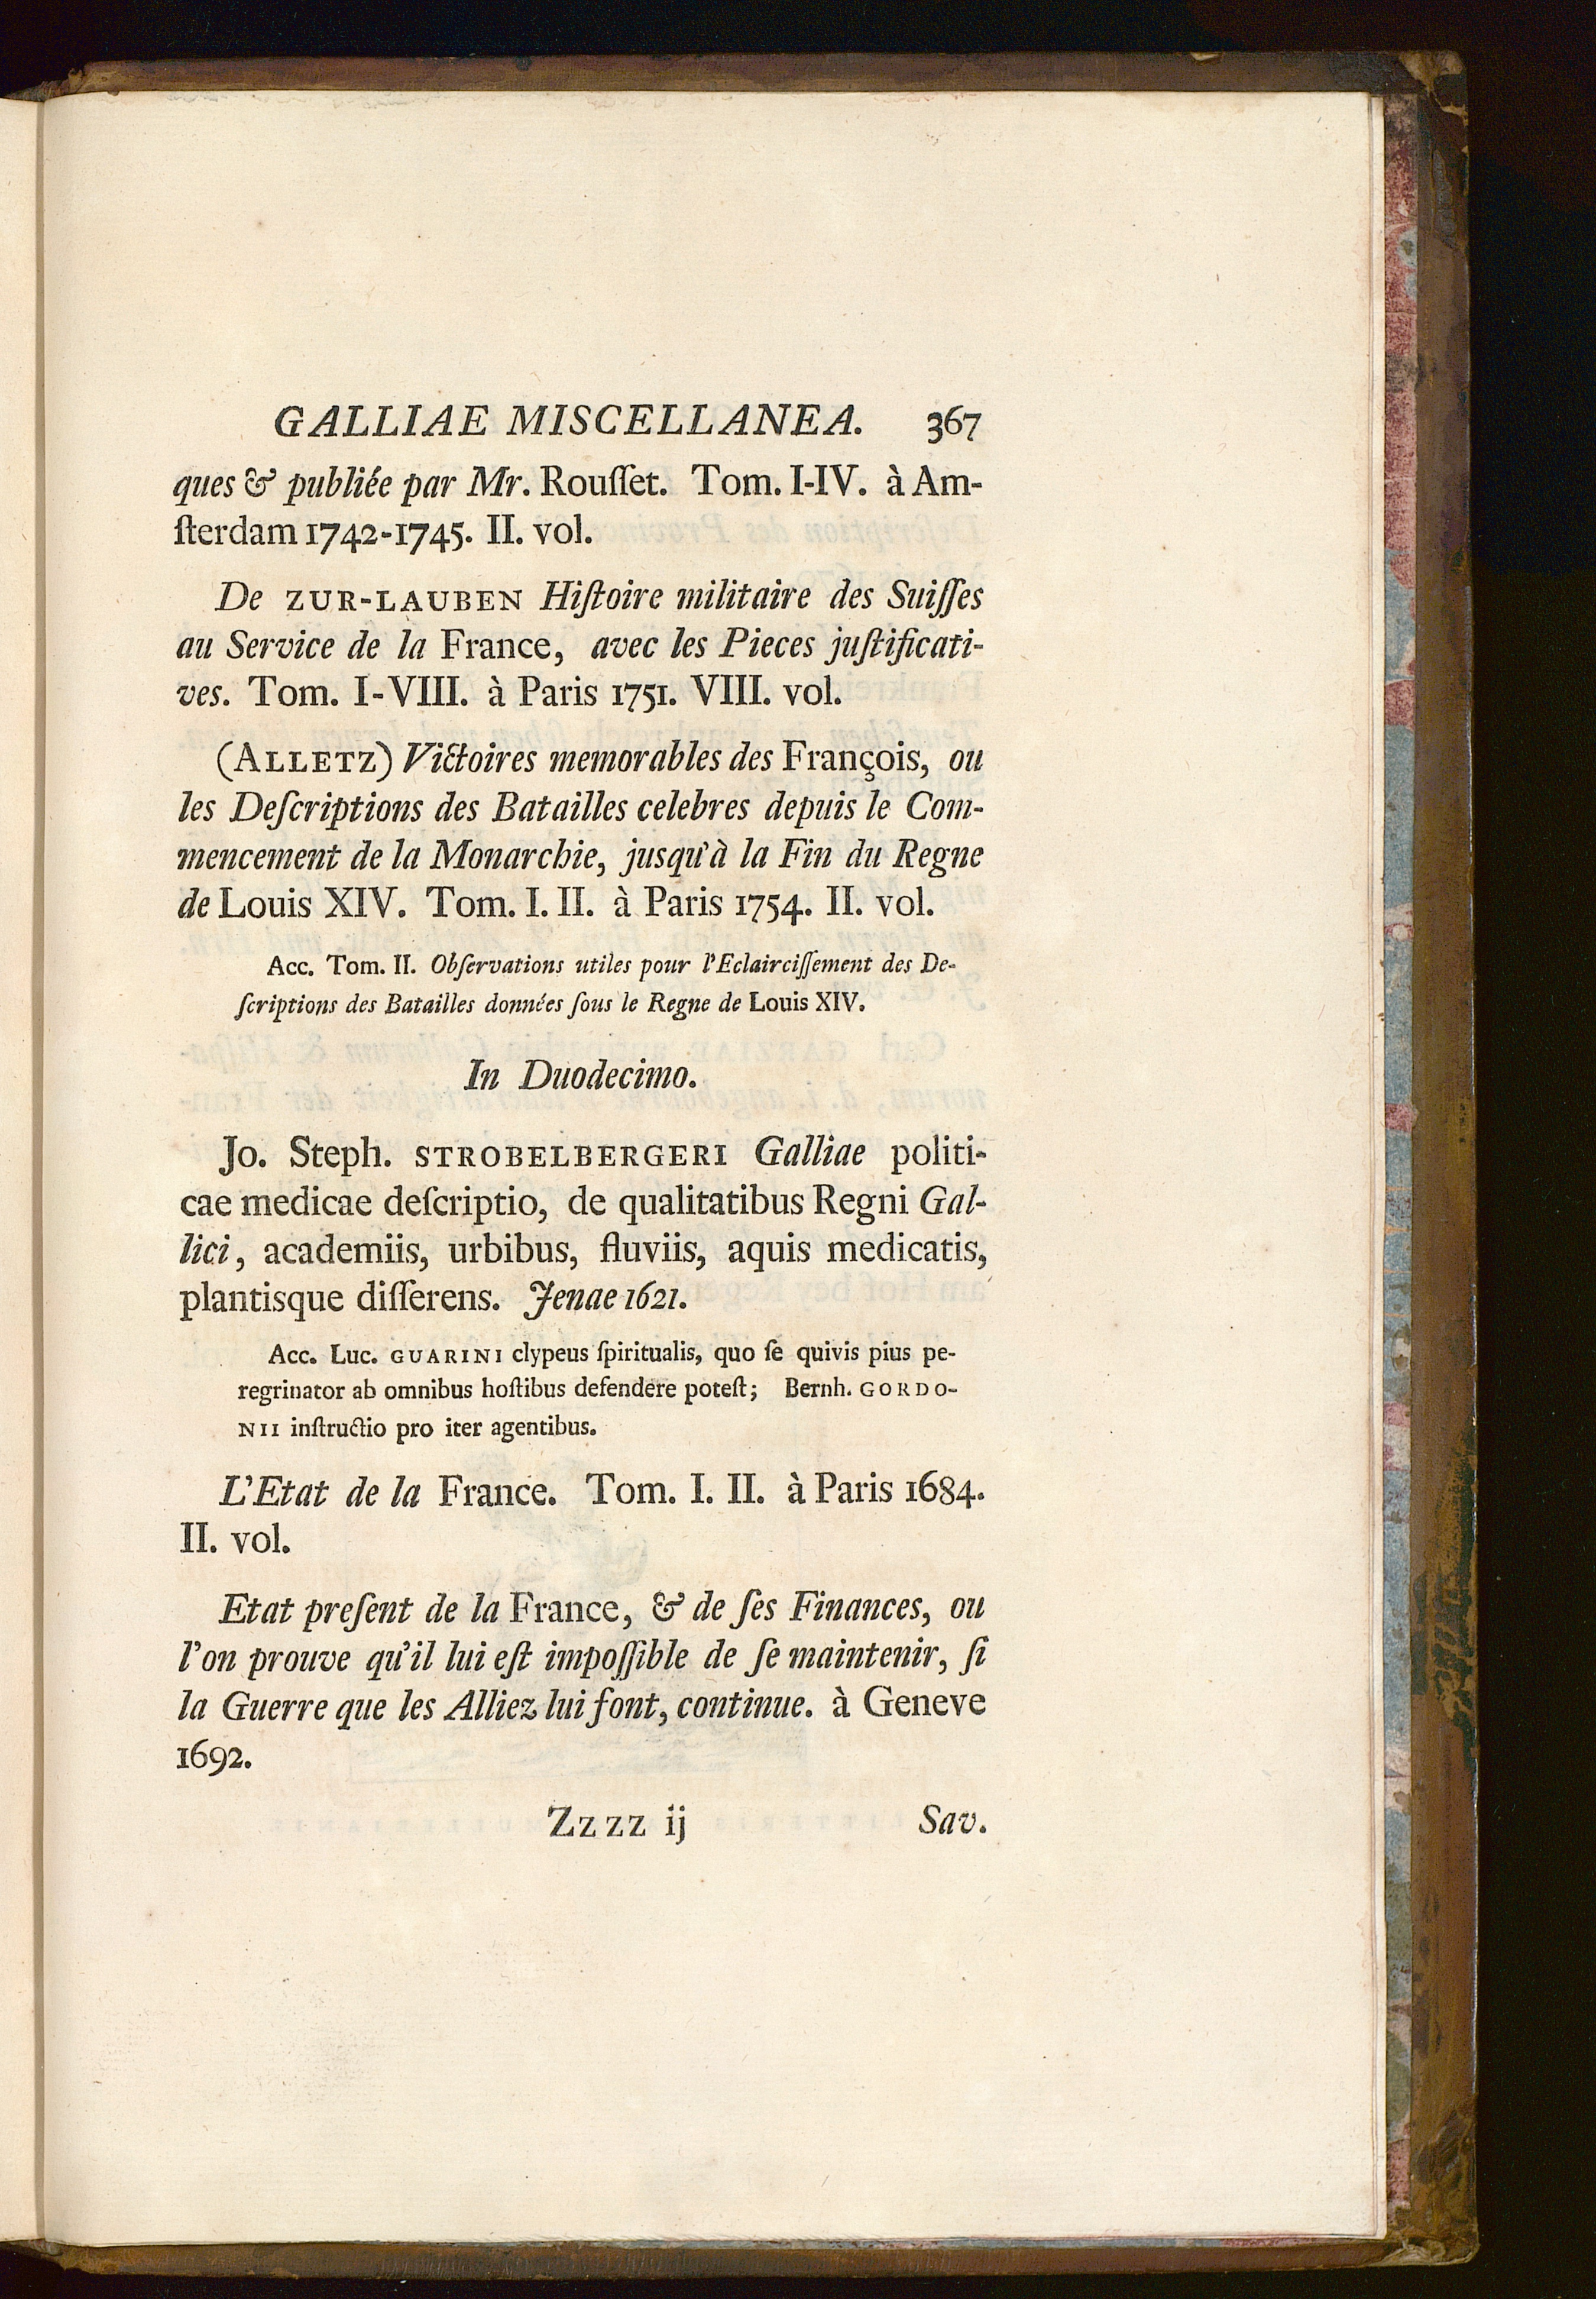 GALLIAE MISCELLANEA. 367
ques & publiée par Mr. Rouſſet. Tom. I-IV. à Am-
ſterdam 1742-1745. II. vol.
De ZUR-LAUBEN Hiſtoire militaire des Suiſſes
au Service de la France, avec les Pieces juſtificati-
ves. Tom. I-VIII. à Paris 1751. VIII. vol.
(ALLETZ) Victoires memorables des François, ou
les Deſcriptions des Batailles celebres depuis le Com-
mencement de la Monarchie, jusqu'à la Fin du Regne
de Louis XIV. Tom. I. II. à Paris 1754. II. vol.
Acc. Tom. II. Obſervations utiles pour l'Eclairciſſement des De-
ſcriptions des Batailles données ſous le Regne de Louis XIV.
In Duodecimo.
Jo. Steph. STROBELBERGERI Galliae politi-
cae medicae deſcriptio, de qualitatibus Regni Gal-
lici, academiis, urbibus, fluviis, aquis medicatis,
plantisque diſſerens. Jenae 1621.
Acc. Luc. GUARINI clypeus ſpiritualis, quo ſe quivis pius pe-
regrinator ab omnibus hoſtibus defendere poteſt; Bernh. GORDO-
NII inſtructio pro iter agentibus.
L'Etat de la France. Tom. I. II. à Paris 1684.
II. vol.
Etat preſent de la France, & de ſes Finances, ou
l'on prouve qu'il lui eſt impoſſible de ſe maintenir, ſi
la Guerre que les Alliez lui font, continue. à Geneve
1692.
Zzzzz ij Sav.